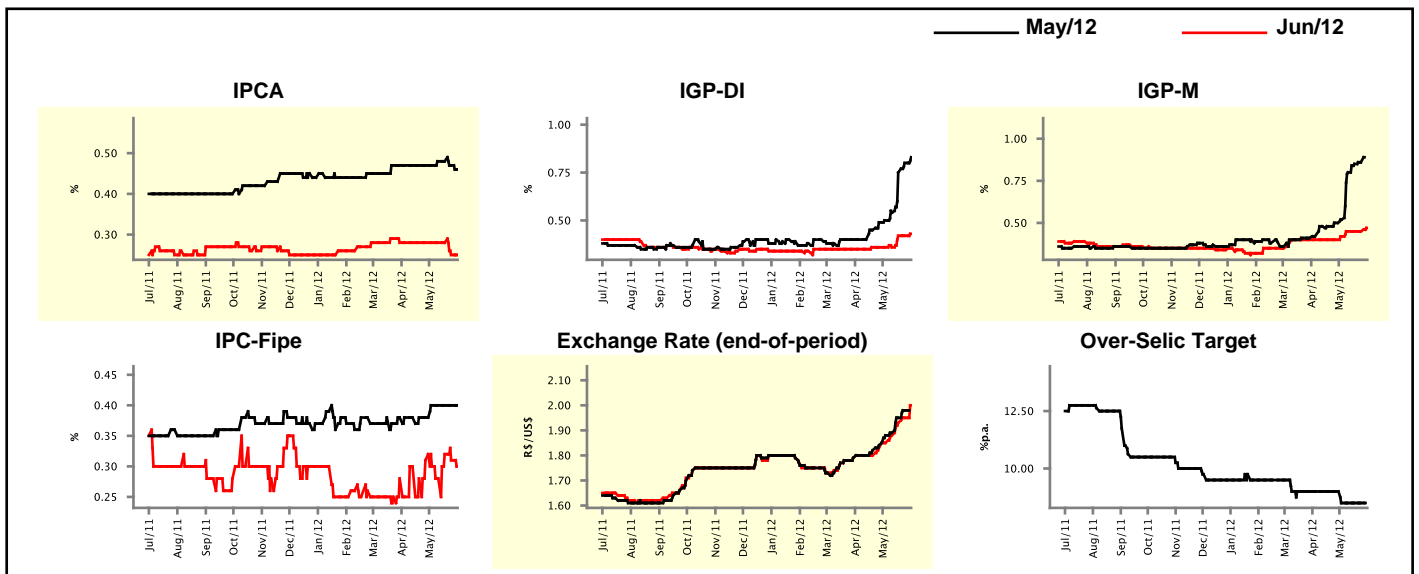 May/12
Jun/12
IPCA
0.50
0.40
0.30
%
Jul/11
Aug/11
Sep/11
Oct/11
Nov/11
Dec/11
Jan/12
Feb/12
Mar/12
Apr/12
May/12
IGP-DI
1.00
0.75
0.50
%
Jul/11
Aug/11
Sep/11
Oct/11
Nov/11
Dec/11
Jan/12
Feb/12
Mar/12
Apr/12
May/12
IGP-M
1.00
0.75
0.50
%
Jul/11
Aug/11
Sep/11
Oct/11
Nov/11
Dec/11
Jan/12
Feb/12
Mar/12
Apr/12
May/12
IPC-Fipe
0.45
0.40
0.35
0.30
0.25
%
Jul/11
Aug/11
Sep/11
Oct/11
Nov/11
Dec/11
Jan/12
Feb/12
Mar/12
Apr/12
May/12
Exchange Rate (end-of-period)
2.10
2.00
1.90
1.80
1.70
1.60
R$/US$
Jul/11
Aug/11
Sep/11
Oct/11
Nov/11
Dec/11
Jan/12
Feb/12
Mar/12
Apr/12
May/12
Over-Selic Target
12.50
10.00
%p.a.
Jul/11
Aug/11
Sep/11
Oct/11
Nov/11
Dec/11
Jan/12
Feb/12
Mar/12
Apr/12
May/12